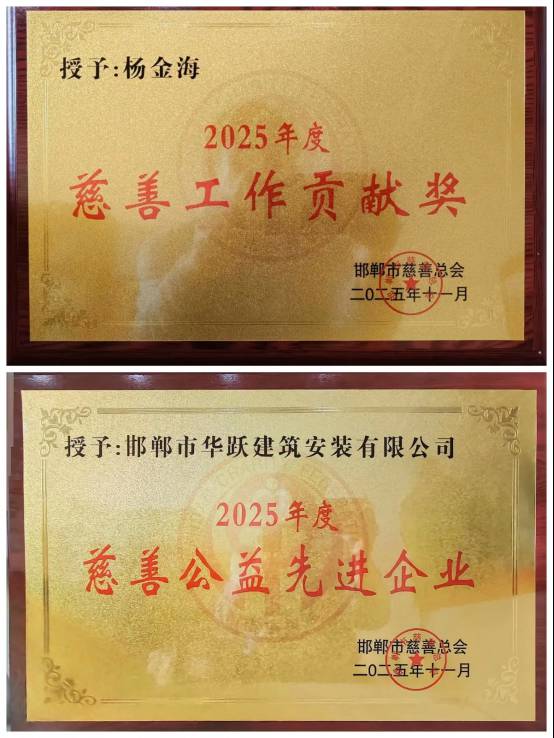 授予:杨金海
2025年度
慈善工作贡献奖
邯郸市慈善总会
二〇二五年十一月
授予:邯郸市华跃建筑安装有限公司
2025年度
慈善公益先进企业
邯郸市慈善总会
二〇二五年十一月